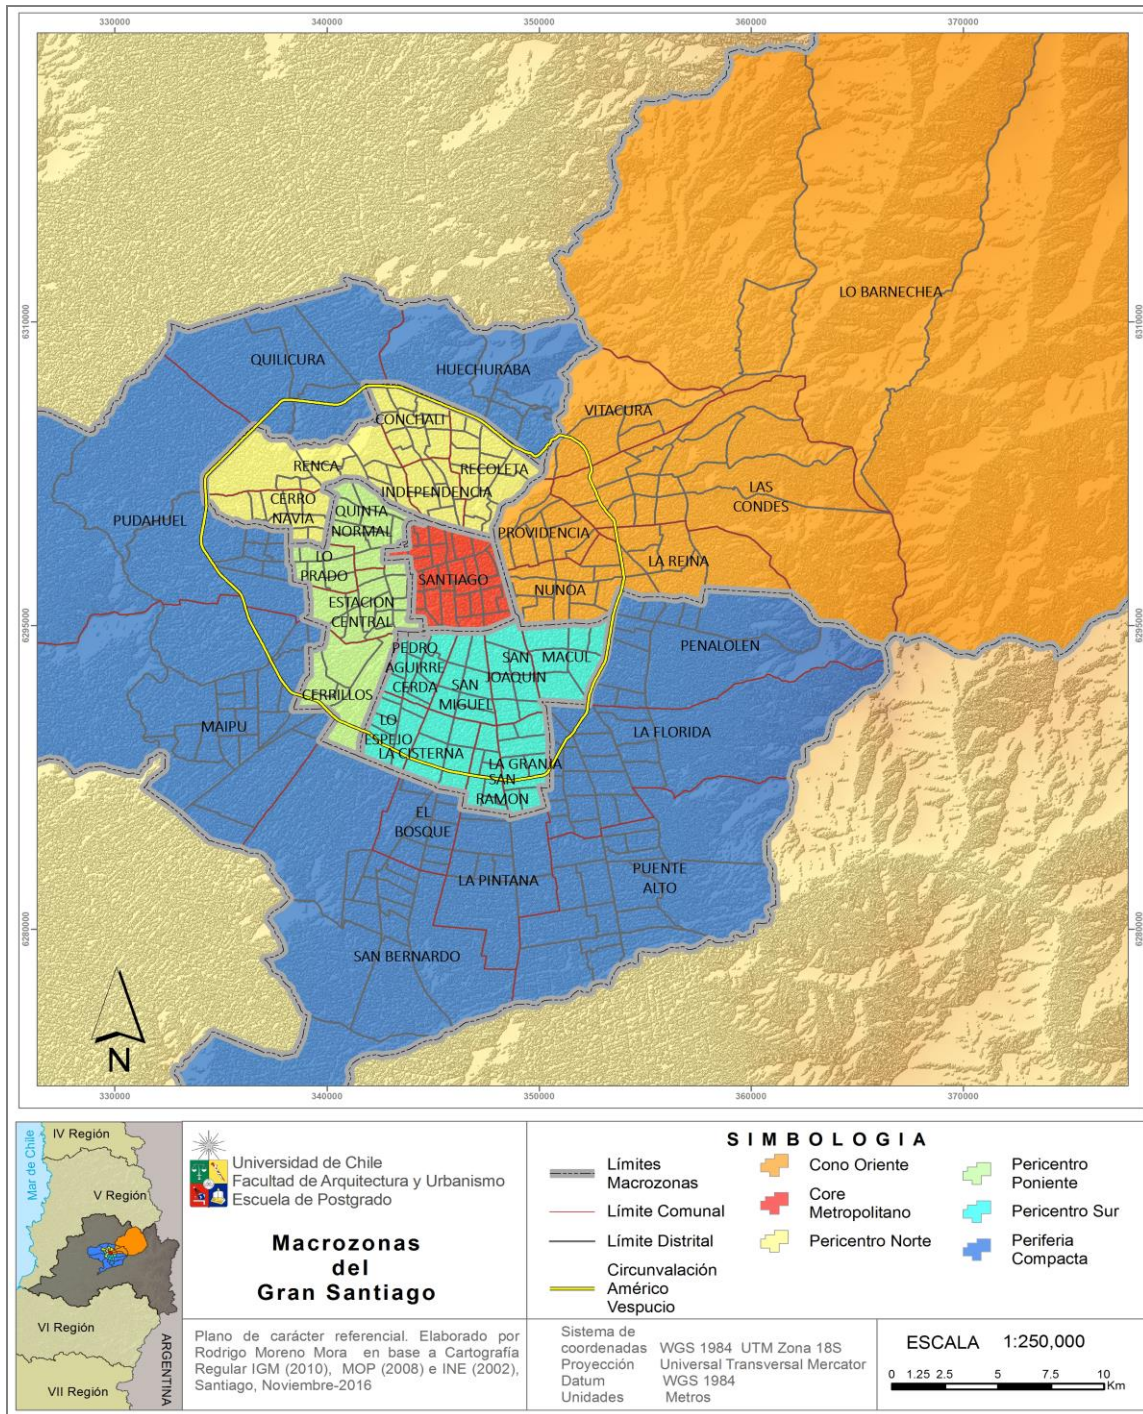 330000 340000 350000 360000 370000
6310000 6310000
LO BARNECHEA
QUILICURA
HUECHURABA
VITACURA
CONCHALI
RENCA
RECOLETA
INDEPENDENCIA
LAS
CONDES
CERRO
NAVIA
QUINTA
NORMAL
PUDAHUEL
PROVIDENCIA
LO
PRADO
SANTIAGO
LA REINA
NUNOA
ESTACION
CENTRAL
6295000 6295000
PENALOLEN
PEDRO
AGUIRRE
CERDA
SAN
JOAQUIN
MACUL
SAN
MIGUEL
CERRILLOS
MAIPU
LO
ESPEJO
LA FLORIDA
LA CISTERNA
LA GRANJA
SAN
RAMON
EL
BOSQUE
LA PINTANA
PUENTE
ALTO
6280000 6280000
SAN BERNARDO
N
330000 340000 350000 360000 370000
Mar de Chile
IV Región
V Región
VI Región
VII Región
ARGENTINA
Universidad de Chile
Facultad de Arquitectura y Urbanismo
Escuela de Postgrado
Macrozonas
del
Gran Santiago
Plano de carácter referencial. Elaborado por
Rodrigo Moreno Mora en base a Cartografía
Regular IGM (2010), MOP (2008) e INE (2002),
Santiago, Noviembre-2016
SIMBOLOGIA
Límites
Macrozonas
Límite Comunal
Límite Distrital
Circunvalación
Américo
Vespucio
Cono Oriente
Core
Metropolitano
Pericentro Norte
Pericentro
Poniente
Pericentro Sur
Periferia
Compacta
Sistema de
coordenadas WGS 1984 UTM Zona 18S
Proyección Universal Transversal Mercator
Datum WGS 1984
Unidades Metros
ESCALA 1:250,000
0 1.25 2.5 5 7.5 10
Km